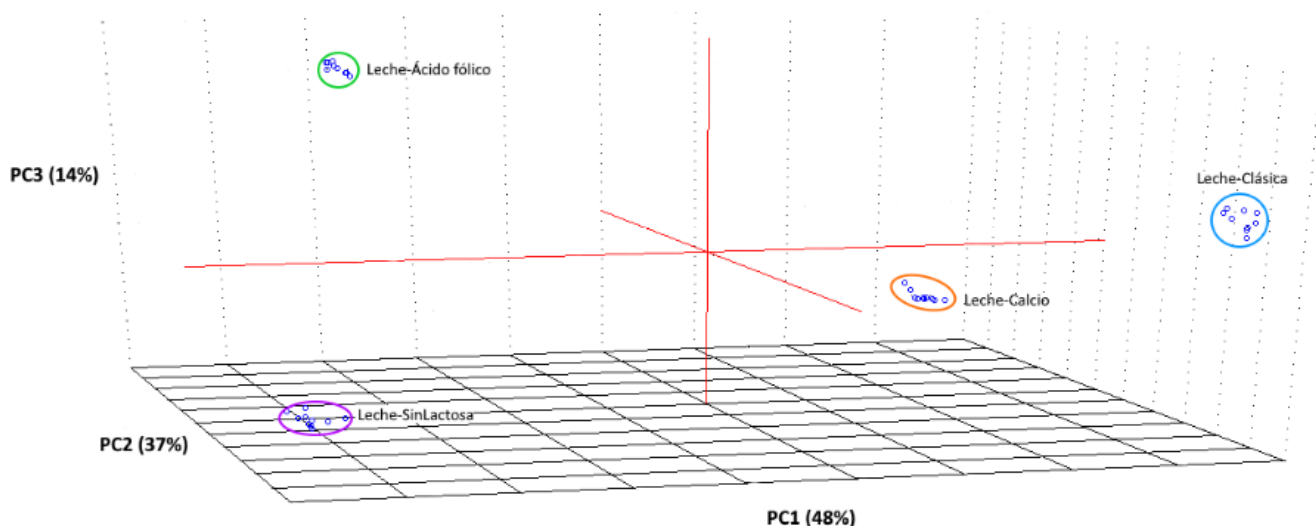 Leche-Ácido fólico
PC3 (14%)
Leche-Clásica
Leche-Calcio
Leche-SinLactosa
PC2 (37%)
PC1 (48%)